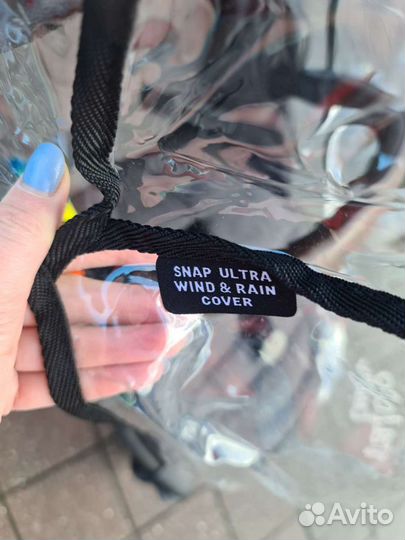 SNAP ULTRA
WIND & RAIN
COVER
Avito